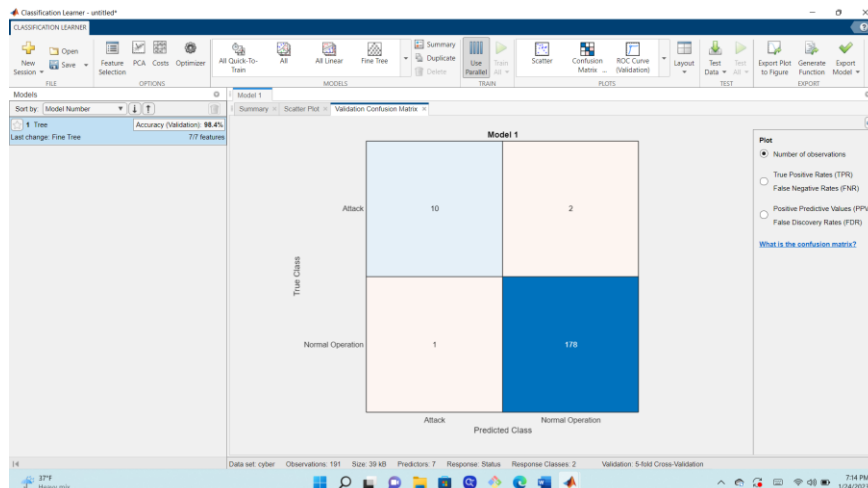 Classification Learner - untitled*
CLASSIFICATION LEARNER
New Session
Open
Save
Feature Selection
PCA
Costs
Optimizer
All Quick-To-Train
All
All Linear
Fine Tree
Summary
Duplicate
Delete
Use Parallel
Train All
Scatter
Confusion Matrix ...
ROC Curve (Validation)
Layout
Test Data
Test All
Export Plot to Figure
Generate Function
Export Model
FILE
OPTIONS
MODELS
TRAIN
PLOTS
TEST
EXPORT
Models
Model 1
Sort by: Model Number
Summary
Scatter Plot
Validation Confusion Matrix
1 Tree
Accuracy (Validation): 98.4%
Last change: Fine Tree
7/7 features
Model 1
Attack
10
2
True Class
Normal Operation
1
178
Attack
Normal Operation
Predicted Class
Plot
Number of observations
True Positive Rates (TPR)
False Negative Rates (FNR)
Positive Predictive Values (PPV
False Discovery Rates (FDR)
What is the confusion matrix?
Data set: cyber Observations: 191 Size: 39 kB Predictors: 7 Response: Status Response Classes: 2 Validation: 5-fold Cross-Validation
37°F
Heavy mix
7:14 PM